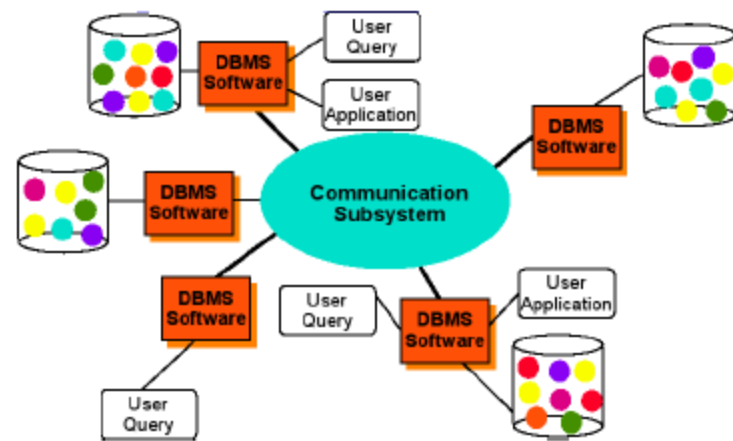 User
Query
DBMS
Software
User
Application
DBMS
Software
Communication
Subsystem
DBMS
Software
DBMS
Software
User
Query
DBMS
Software
User
Application
User
Query